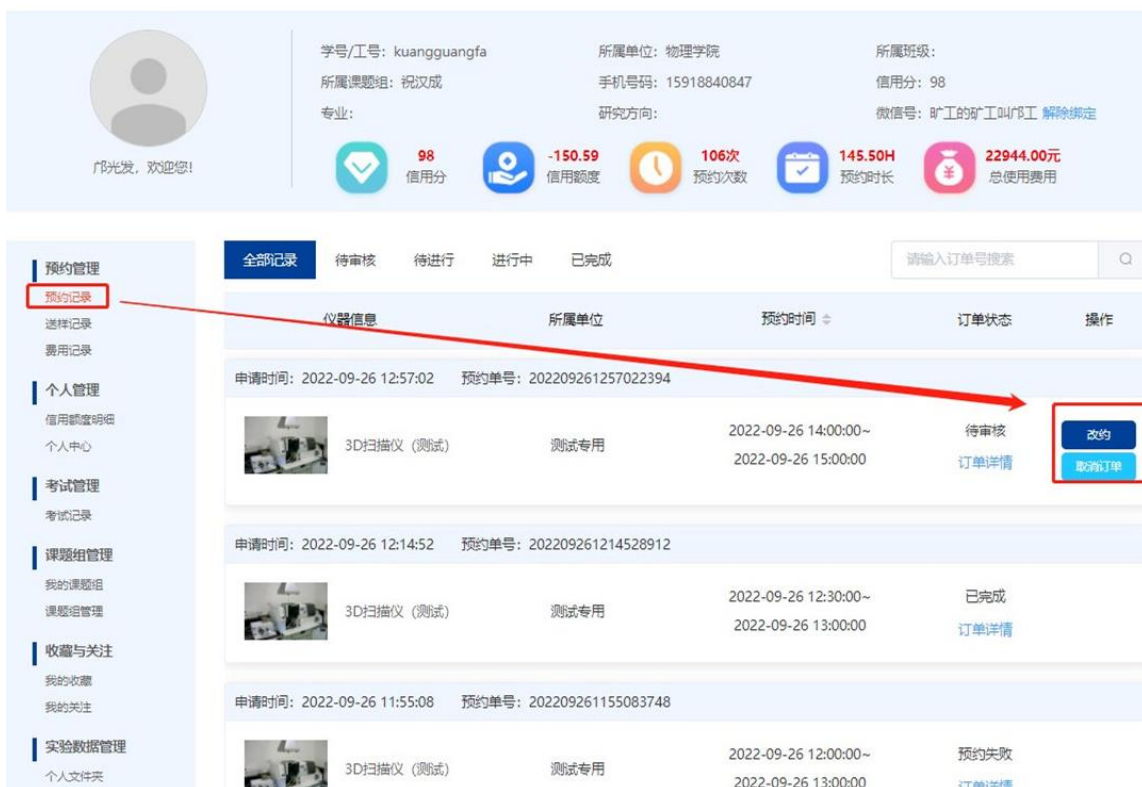 学号/工号: kuangguangfa 所属单位: 物理学院 所属班级:
所属课题组: 祝汉成 手机号码: 15918840847 信用分: 98
专业: 研究方向: 微信号: 旷工的矿工叫邝工 解除绑定
邝光发, 欢迎您!
98 -150.59 106次 145.50H 22944.00元
信用分 信用额度 预约次数 预约时长 总使用费用
预约管理
预约记录
送样记录
费用记录
个人管理
信用额度明细
个人中心
考试管理
考试记录
课题组管理
我的课题组
课题组管理
收藏与关注
我的收藏
我的关注
实验数据管理
个人文件夹
全部记录 待审核 待进行 进行中 已完成 请输入订单号搜索
仪器信息 所属单位 预约时间 订单状态 操作
申请时间: 2022-09-26 12:57:02 预约单号: 202209261257022394
3D扫描仪 (测试) 测试专用 2022-09-26 14:00:00~ 待审核 改约
2022-09-26 15:00:00 订单详情 取消订单
申请时间: 2022-09-26 12:14:52 预约单号: 202209261214528912
3D扫描仪 (测试) 测试专用 2022-09-26 12:30:00~ 已完成
2022-09-26 13:00:00 订单详情
申请时间: 2022-09-26 11:55:08 预约单号: 202209261155083748
3D扫描仪 (测试) 测试专用 2022-09-26 12:00:00~ 预约失败
2022-09-26 13:00:00 订单详情